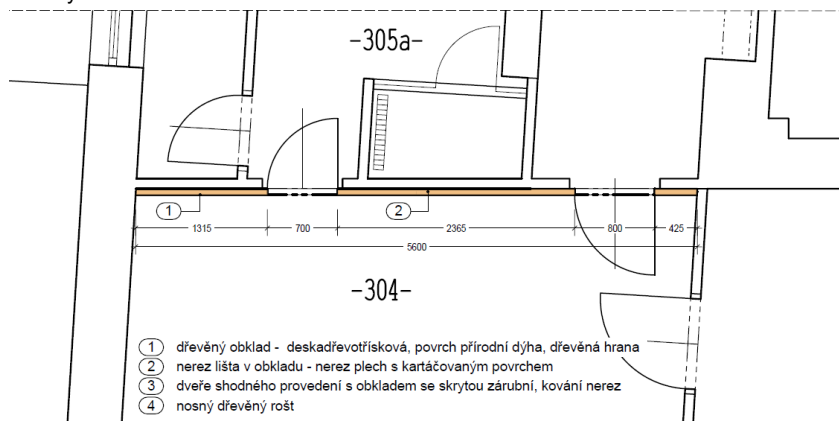 -305a-
1
2
1315
700
2365
800
425
5600
-304-
1 dřevěný obklad - deskadřevotřísková, povrch přírodní dýha, dřevěná hrana
2 nerez lišta v obkladu - nerez plech s kartáčovaným povrchem
3 dveře shodného provedení s obkladem se skrytou zárubní, kování nerez
4 nosný dřevěný rošt